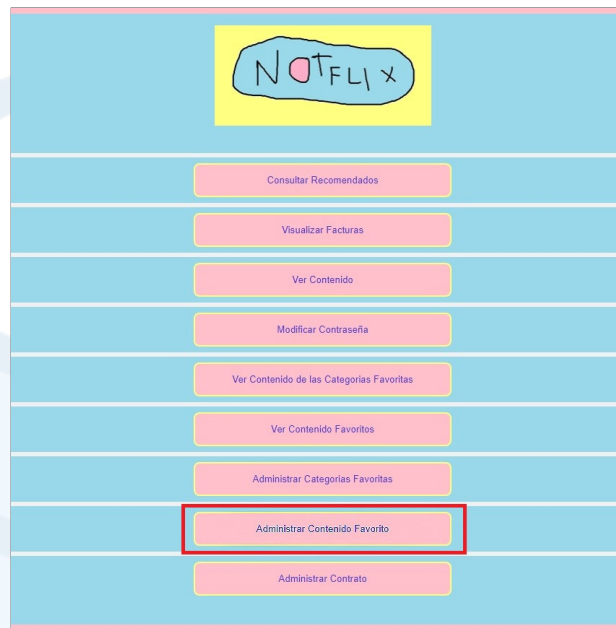 NOTFLIX
Consultar Recomendados
Visualizar Facturas
Ver Contenido
Modificar Contraseña
Ver Contenido de las Categorias Favoritas
Ver Contenido Favoritos
Administrar Categorias Favoritas
Administrar Contenido Favorito
Administrar Contrato